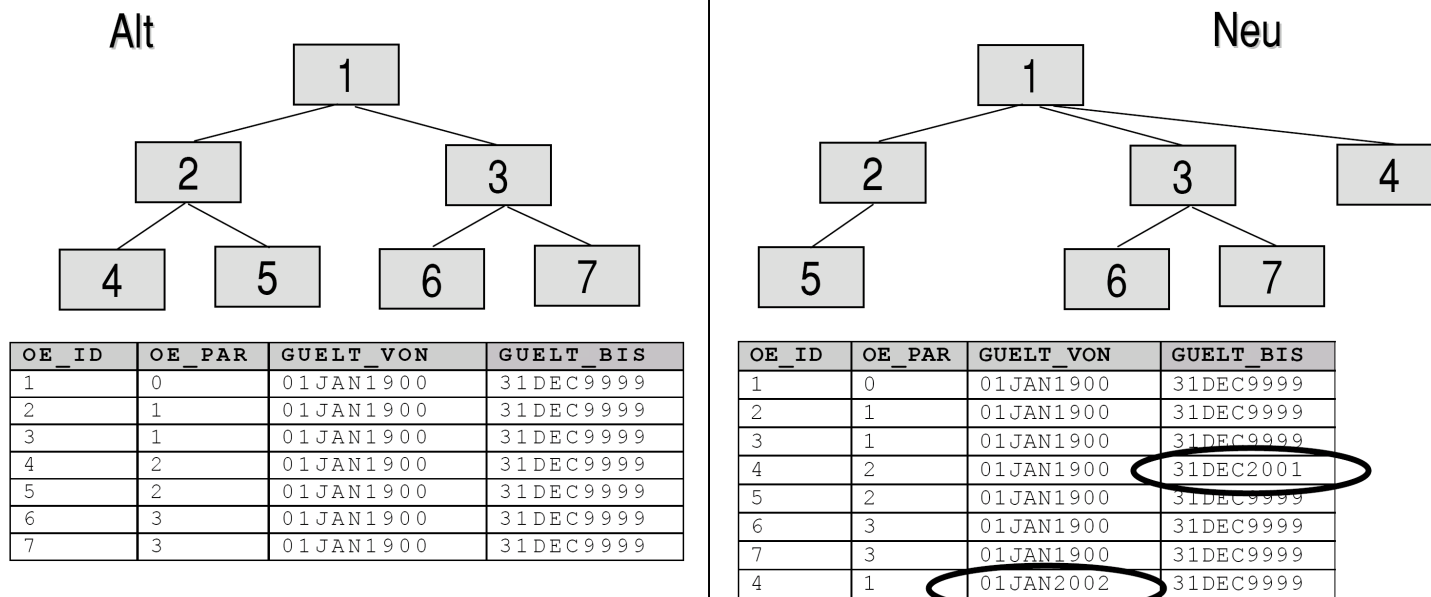 Alt
1
2 3
4 5 6 7
OE_ID OE_PAR GUELT_VON GUELT_BIS
1 0 01JAN1900 31DEC9999
2 1 01JAN1900 31DEC9999
3 1 01JAN1900 31DEC9999
4 2 01JAN1900 31DEC9999
5 2 01JAN1900 31DEC9999
6 3 01JAN1900 31DEC9999
7 3 01JAN1900 31DEC9999
Neu
1
2 3 4
5 6 7
OE_ID OE_PAR GUELT_VON GUELT_BIS
1 0 01JAN1900 31DEC9999
2 1 01JAN1900 31DEC9999
3 1 01JAN1900 31DEC9999
4 2 01JAN1900 31DEC2001
5 2 01JAN1900 31DEC9999
6 3 01JAN1900 31DEC9999
7 3 01JAN1900 31DEC9999
4 1 01JAN2002 31DEC9999